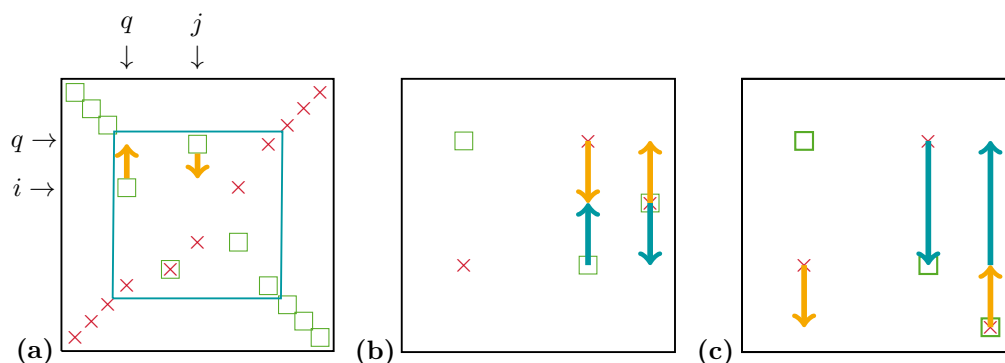 q j
↓ ↓
q →
i →
(a) (b) (c)